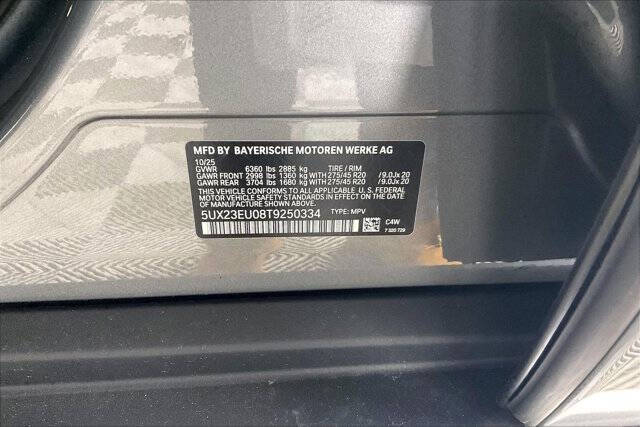 MFD BY BAYERISCHE MOTOREN WERKE AG
10/25
GVWR 6360 lbs 2885 kg TIRE / RIM
GAWR FRONT 2998 lbs 1360 kg WITH 275/45 R20 /9.0Jx 20
GAWR REAR 3704 lbs 1680 kg WITH 275/45 R20 /9.0Jx 20
THIS VEHICLE CONFORMS TO ALL APPLICABLE U. S. FEDERAL
MOTOR VEHICLE SAFETY STANDARDS IN EFFECT ON
THE DATE OF MANUFACTURE SHOWN ABOVE.
5UX23EU08T9250334 TYPE: MPV
C4W